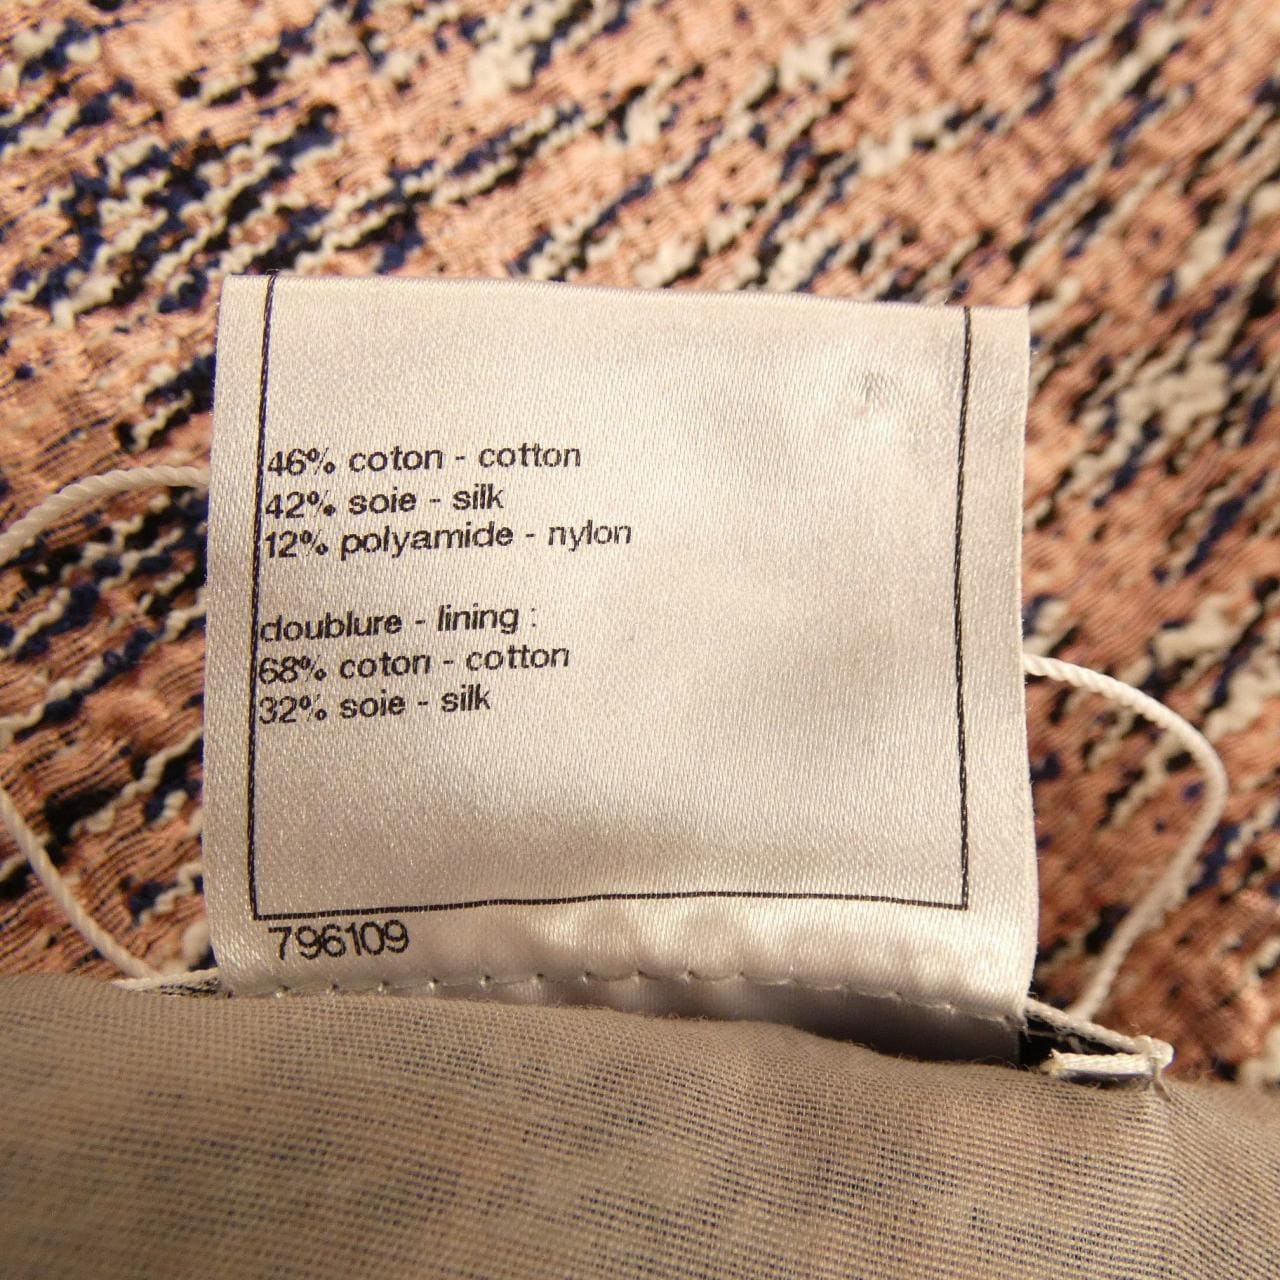 46% coton - cotton
42% soie - silk
12% polyamide - nylon
doublure - lining :
68% coton - cotton
32% soie - silk
796109